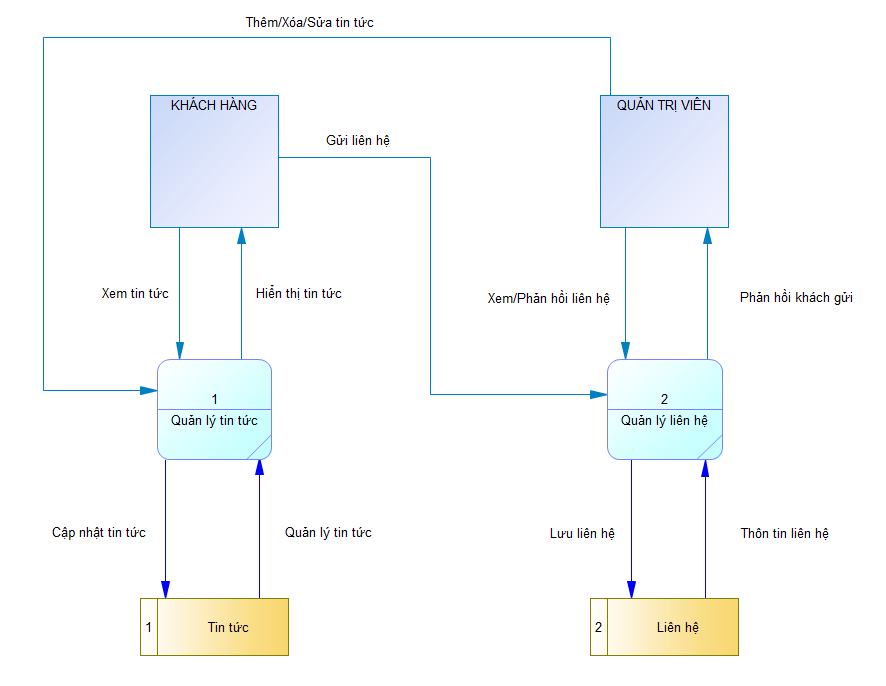 Thêm/Xóa/Sửa tin tức
KHÁCH HÀNG
QUẢN TRỊ VIÊN
Gửi liên hệ
Xem tin tức
Hiển thị tin tức
Xem/Phản hồi liên hệ
Phản hồi khách gửi
1
Quản lý tin tức
2
Quản lý liên hệ
Cập nhật tin tức
Quản lý tin tức
Lưu liên hệ
Thôn tin liên hệ
1
Tin tức
2
Liên hệ